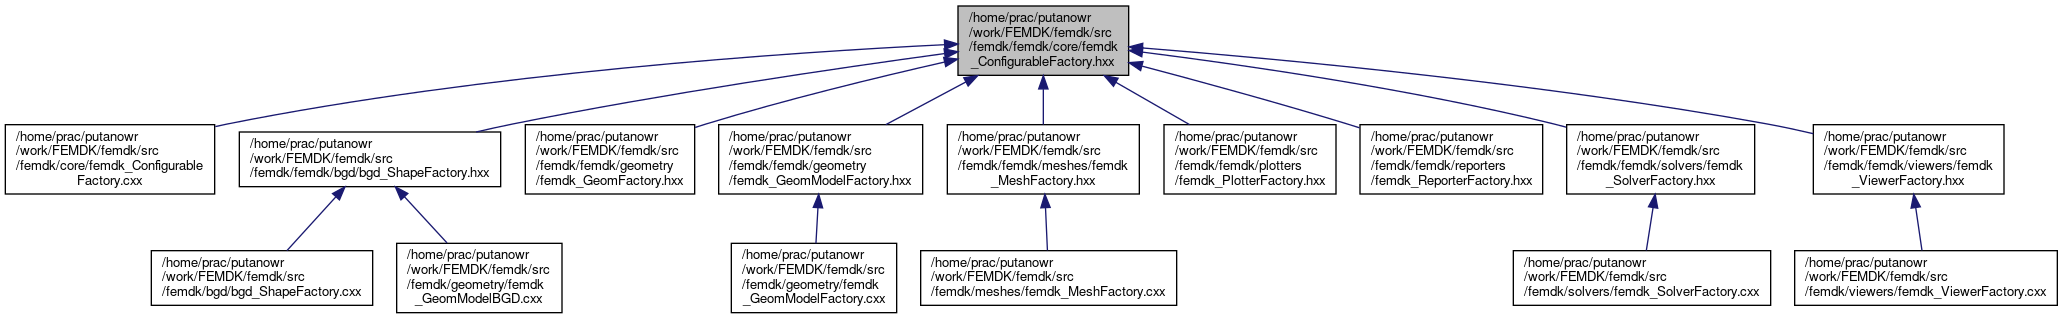 /home/prac/putanowr
/work/FEMDK/femdk/src
/femdk/femdk/core/femdk
_ConfigurableFactory.hxx
/home/prac/putanowr
/work/FEMDK/femdk/src
/femdk/core/femdk_Configurable
Factory.cxx
/home/prac/putanowr
/work/FEMDK/femdk/src
/femdk/femdk/bgd/bgd_ShapeFactory.hxx
/home/prac/putanowr
/work/FEMDK/femdk/src
/femdk/femdk/geometry
/femdk_GeomFactory.hxx
/home/prac/putanowr
/work/FEMDK/femdk/src
/femdk/femdk/geometry
/femdk_GeomModelFactory.hxx
/home/prac/putanowr
/work/FEMDK/femdk/src
/femdk/femdk/meshes/femdk
_MeshFactory.hxx
/home/prac/putanowr
/work/FEMDK/femdk/src
/femdk/femdk/plotters
/femdk_PlotterFactory.hxx
/home/prac/putanowr
/work/FEMDK/femdk/src
/femdk/femdk/reporters
/femdk_ReporterFactory.hxx
/home/prac/putanowr
/work/FEMDK/femdk/src
/femdk/femdk/solvers/femdk
_SolverFactory.hxx
/home/prac/putanowr
/work/FEMDK/femdk/src
/femdk/femdk/viewers/femdk
_ViewerFactory.hxx
/home/prac/putanowr
/work/FEMDK/femdk/src
/femdk/bgd/bgd_ShapeFactory.cxx
/home/prac/putanowr
/work/FEMDK/femdk/src
/femdk/geometry/femdk
_GeomModelBGD.cxx
/home/prac/putanowr
/work/FEMDK/femdk/src
/femdk/geometry/femdk
_GeomModelFactory.cxx
/home/prac/putanowr
/work/FEMDK/femdk/src
/femdk/meshes/femdk_MeshFactory.cxx
/home/prac/putanowr
/work/FEMDK/femdk/src
/femdk/solvers/femdk_SolverFactory.cxx
/home/prac/putanowr
/work/FEMDK/femdk/src
/femdk/viewers/femdk_ViewerFactory.cxx